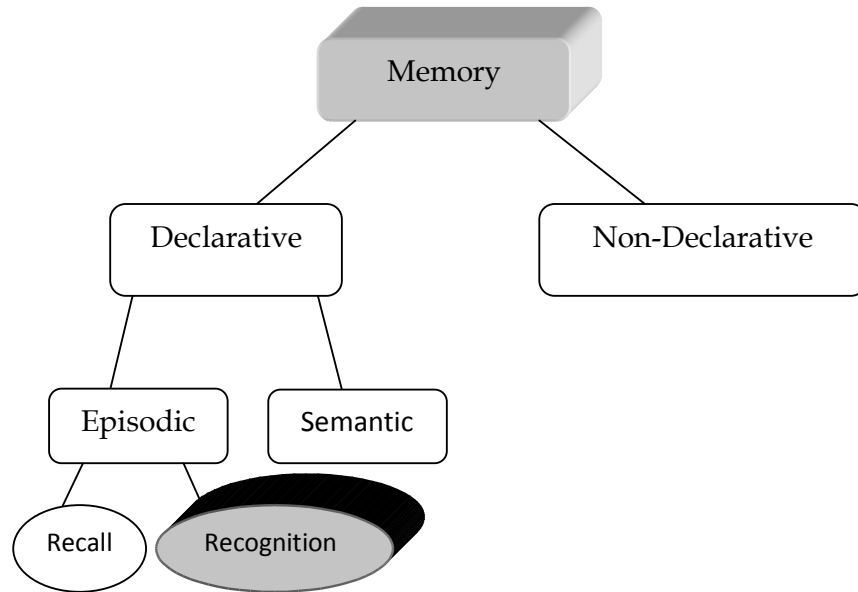 Memory
Declarative
Non-Declarative
Episodic
Semantic
Recall
Recognition